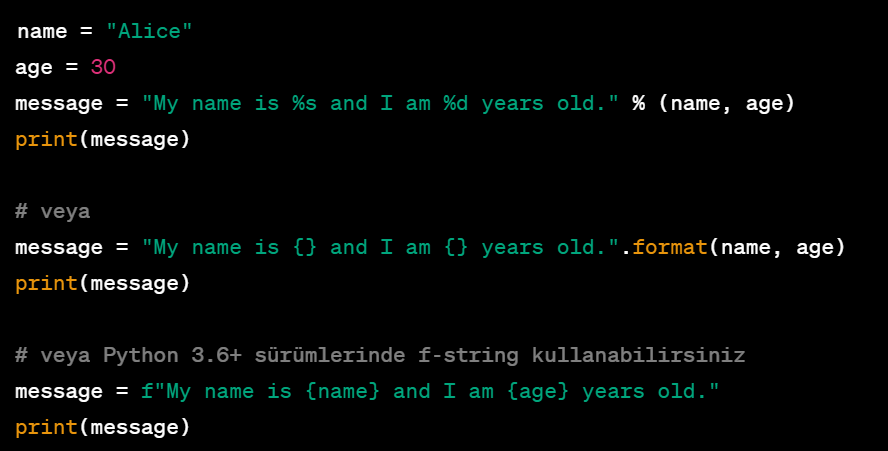 name = "Alice"
age = 30
message = "My name is %s and I am %d years old." % (name, age)
print(message)
# veya
message = "My name is {} and I am {} years old.".format(name, age)
print(message)
# veya Python 3.6+ sürümlerinde f-string kullanabilirsiniz
message = f"My name is {name} and I am {age} years old."
print(message)